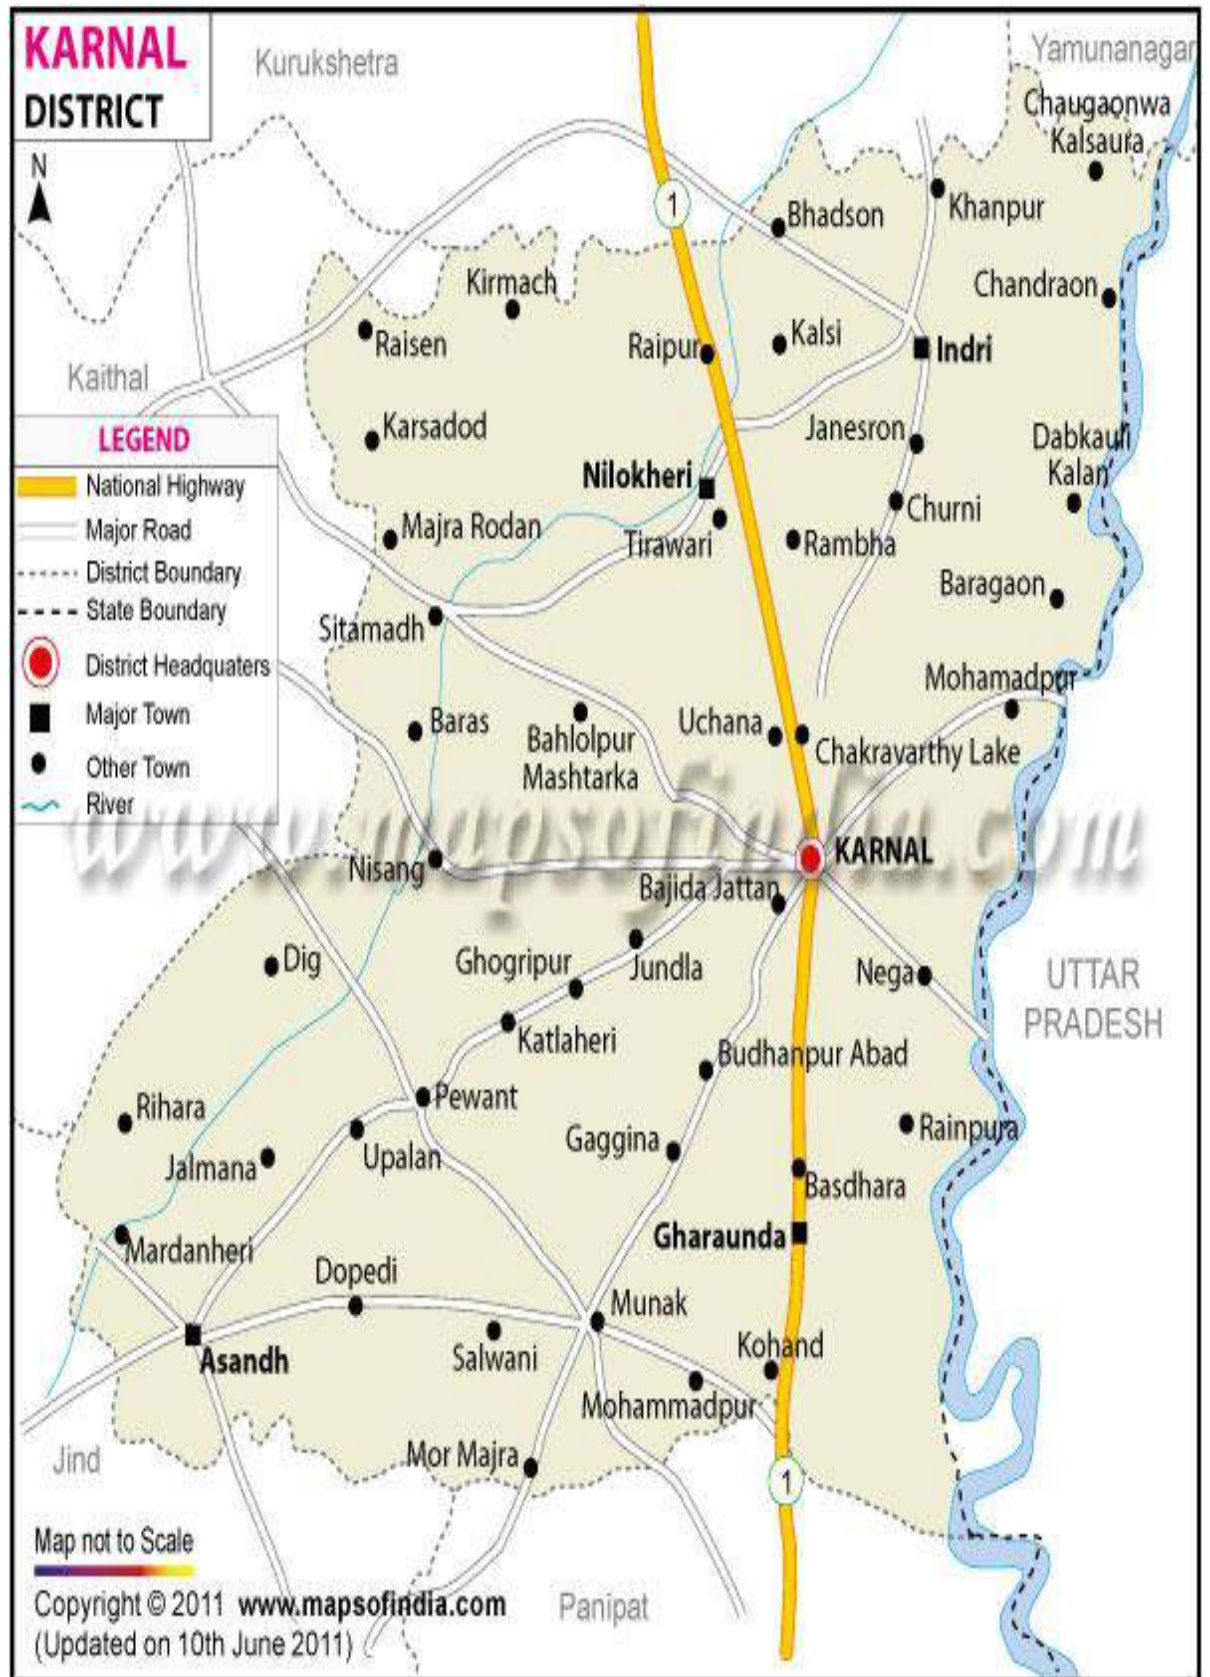 KARNAL
DISTRICT
N
Kurukshetra
Yamunanagar
Chaugaonwa
Kalsaura
1
Bhadson
Khanpur
Kirmach
Chandraon
Raisen
Raipur
Kalsi
Indri
Kaithal
Karsadod
Janesron
Dabkauli
Kalan
LEGEND
National Highway
Major Road
District Boundary
State Boundary
District Headquaters
Major Town
Other Town
River
Nilokheri
Churni
Majra Rodan
Tirawari
Rambha
Baragaon
Sitamadh
Mohamadpur
Baras
Bahlolpur
Mashtarka
Uchana
Chakravarthy Lake
www.mapsofindia.com
Nisang
KARNAL
Bajida Jattan
Dig
Ghogripur
Jundla
Nega
UTTAR
PRADESH
Katlaheri
Budhanpur Abad
Rihara
Pewant
Rainpura
Jalmana
Upalan
Gaggina
Basdhara
Mardanheri
Gharaunda
Dopedi
Munak
Asandh
Salwani
Kohand
Mohammadpur
Jind
Mor Majra
1
Map not to Scale
Copyright © 2011 www.mapsofindia.com
(Updated on 10th June 2011)
Panipat